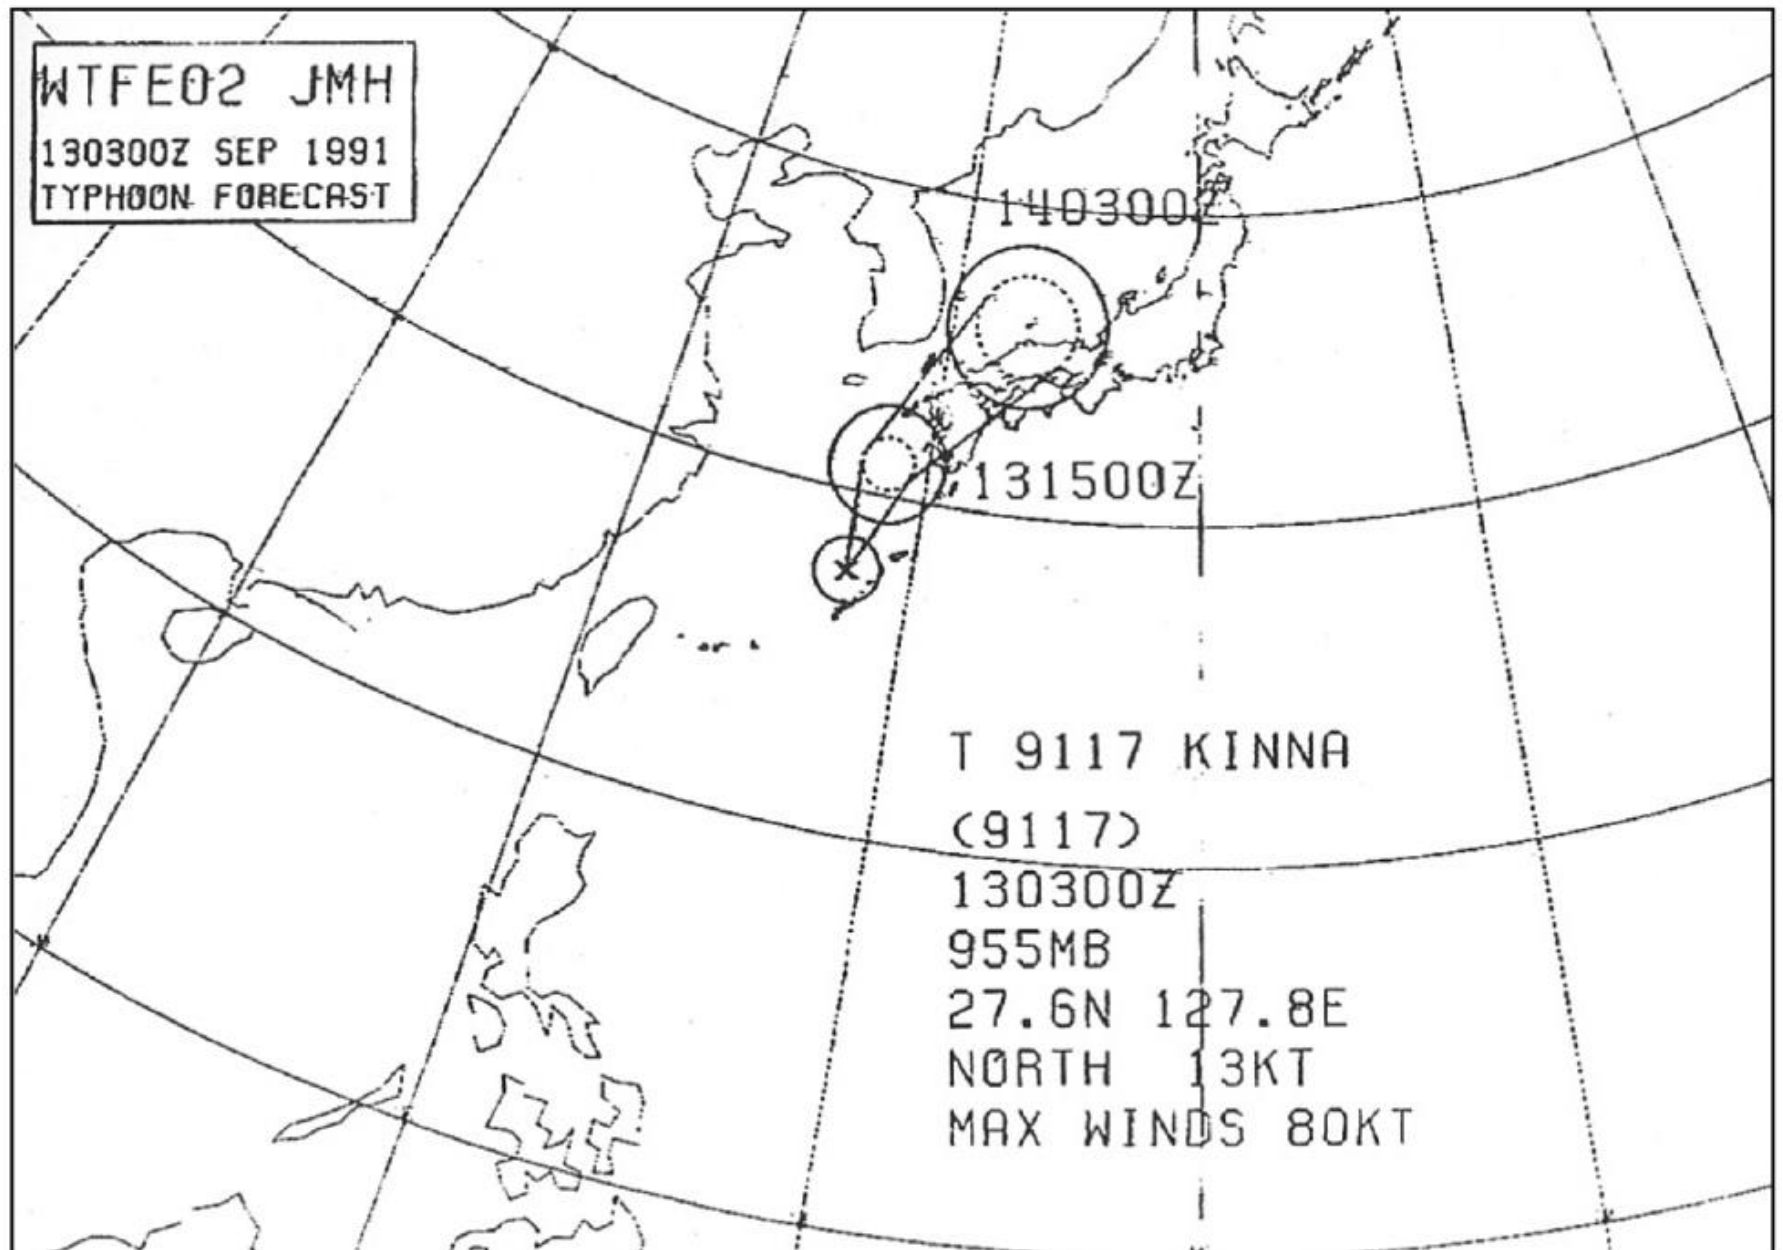 WTFE02 JMH
130300Z SEP 1991
TYPHOON FORECAST
140300Z
131500Z
T 9117 KINNA
(9117)
130300Z
955MB
27.6N 127.8E
NORTH 13KT
MAX WINDS 80KT